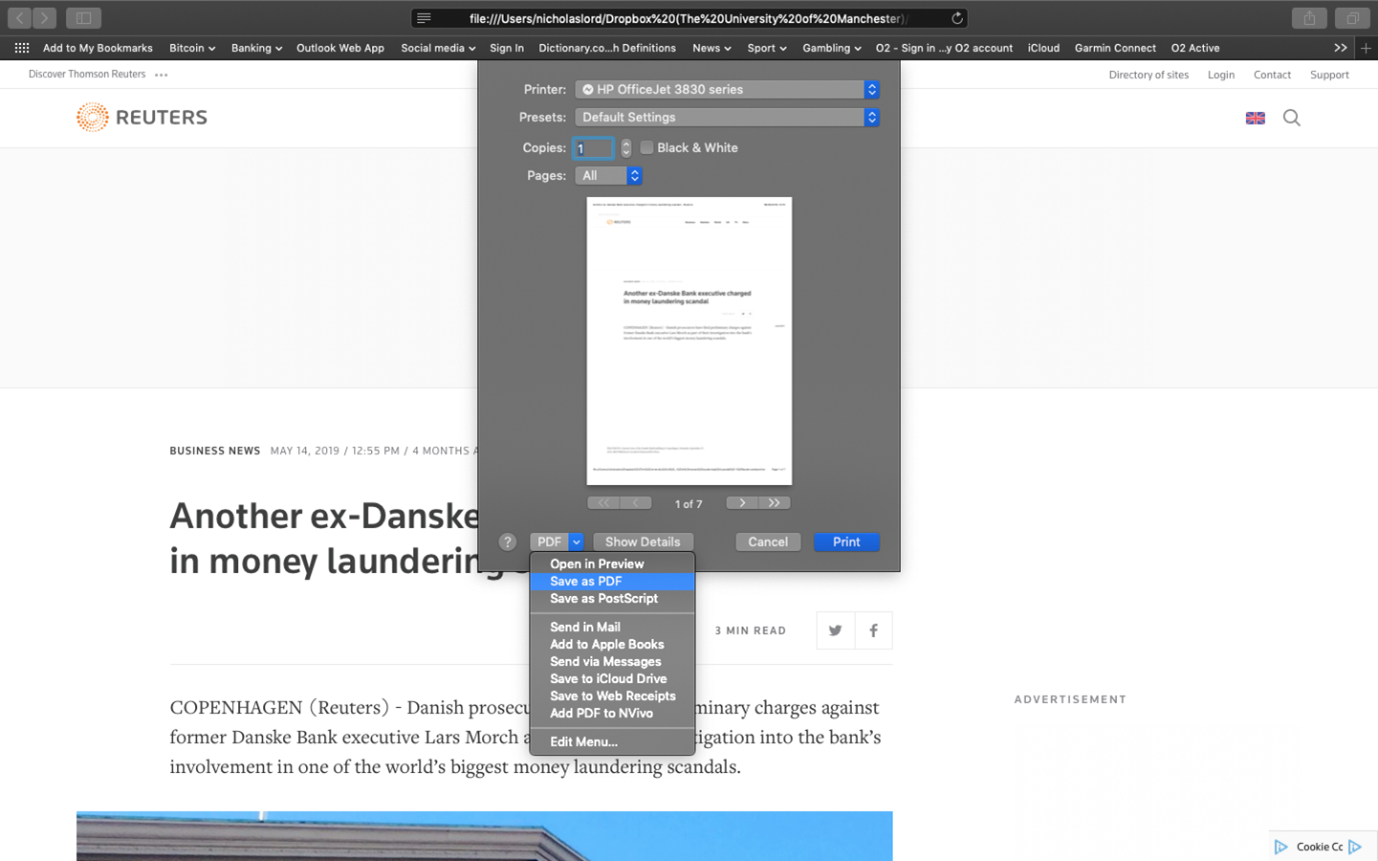 file:///Users/nicholaslord/Dropbox%20(The%20University%20of%20Manchester)/
Add to My Bookmarks Bitcoin Banking Outlook Web App Social media Sign In Dictionary.co...h Definitions News Sport Gambling O2 - Sign in ...y O2 account iCloud Garmin Connect O2 Active >> +
Discover Thomson Reuters ••• Directory of sites Login Contact Support
REUTERS
Printer: HP OfficeJet 3830 series
Presets: Default Settings
Copies: 1 Black & White
Pages: All
REUTERS
Another ex-Danske Bank executive charged
in money laundering scandal
1 of 7
? PDF Show Details Cancel Print
Open in Preview
Save as PDF
Save as PostScript
Send in Mail
Add to Apple Books
Send via Messages
Save to iCloud Drive
Save to Web Receipts
Add PDF to NVivo
Edit Menu...
BUSINESS NEWS MAY 14, 2019 / 12:55 PM / 4 MONTHS A
Another ex-Danske
in money laundering
3 MIN READ
COPENHAGEN (Reuters) - Danish prosecu minary charges against
former Danske Bank executive Lars Morch a tigation into the bank's
involvement in one of the world's biggest money laundering scandals.
ADVERTISEMENT
Cookie Cc